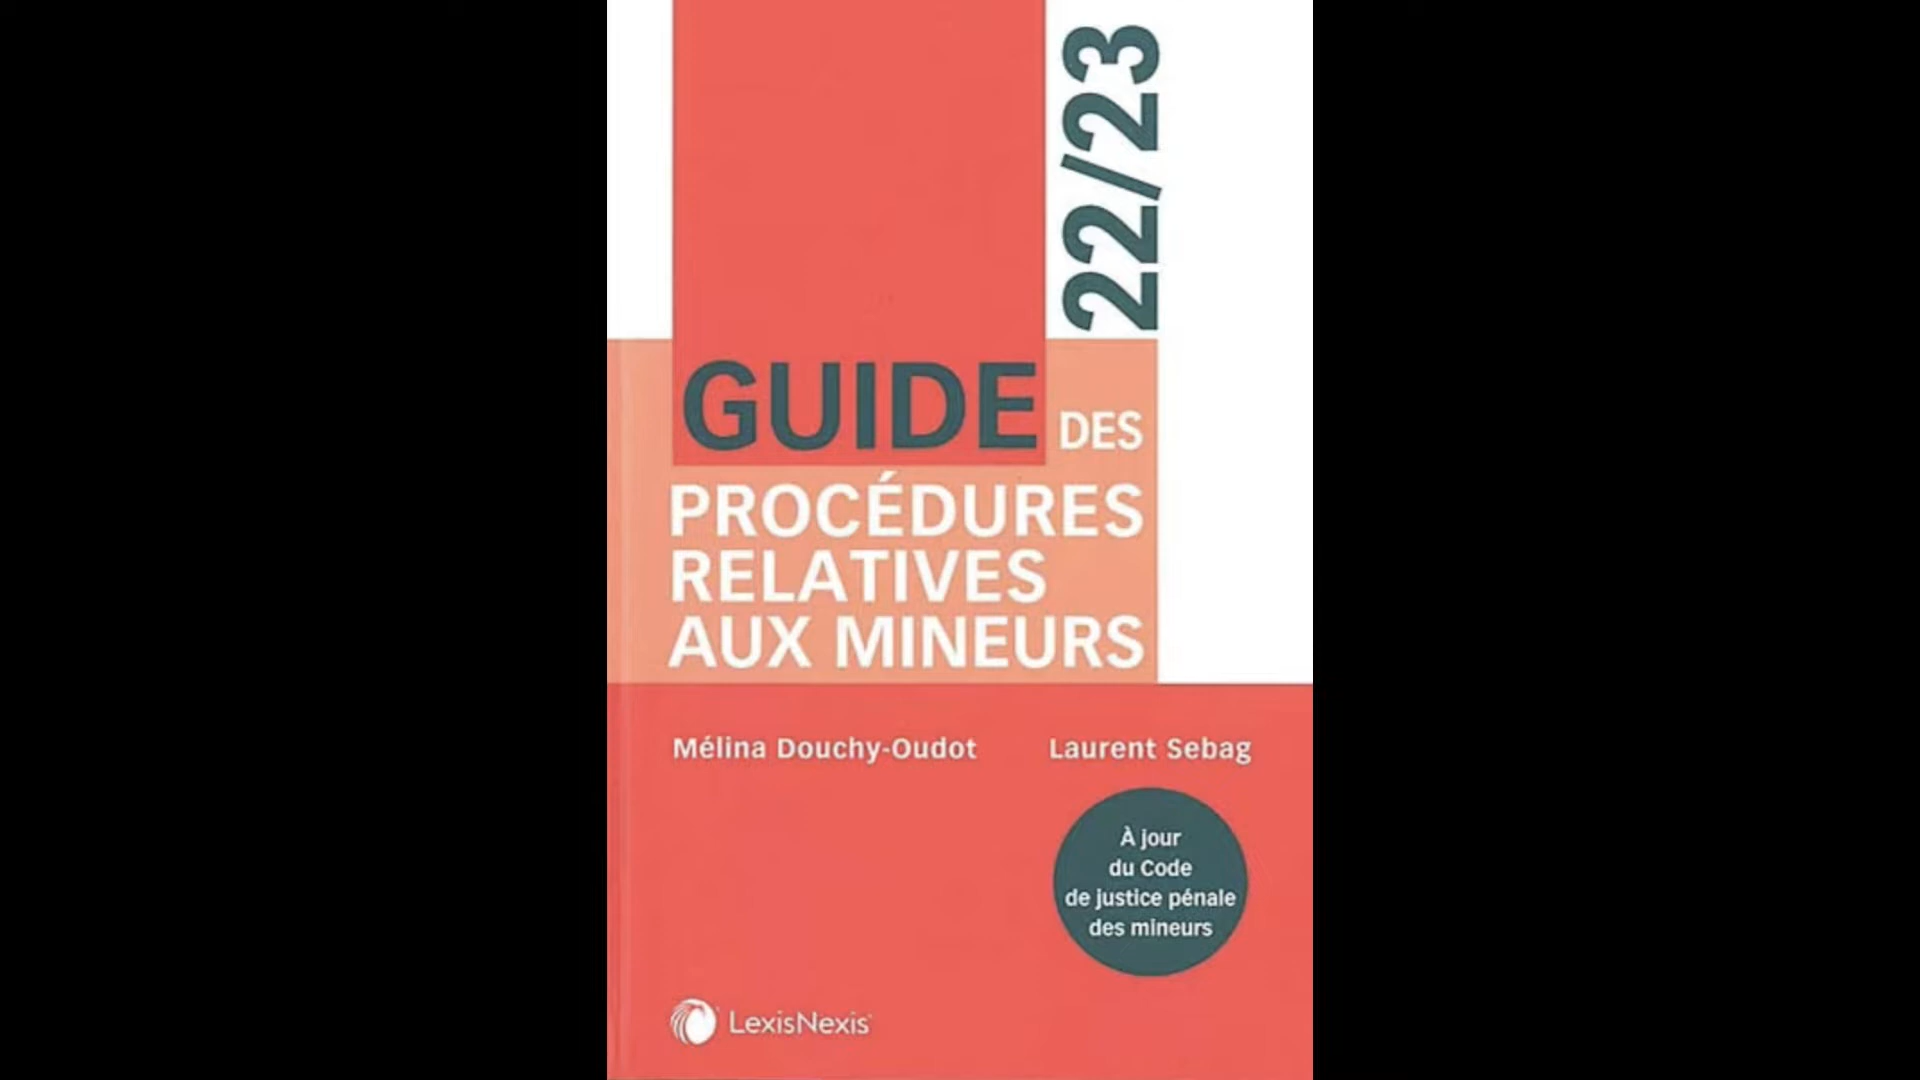 22/23
GUIDE DES
PROCÉDURES
RELATIVES
AUX MINEURS
Mélina Douchy-Oudot
Laurent Sebag
À jour
du Code
de justice pénale
des mineurs
LexisNexis